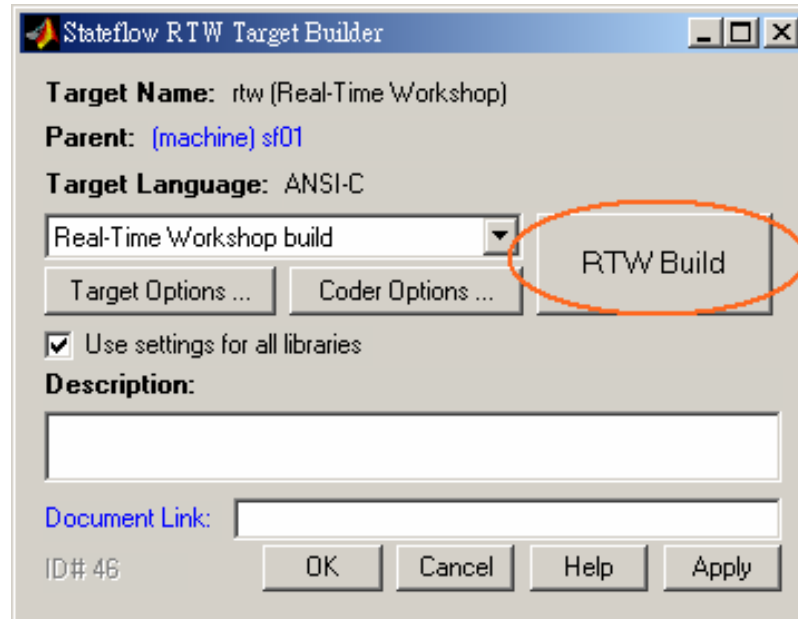 Stateflow RTW Target Builder
Target Name: rtw (Real-Time Workshop)
Parent: (machine) sf01
Target Language: ANSI-C
Real-Time Workshop build
RTW Build
Target Options ... Coder Options ...
Use settings for all libraries
Description:
Document Link:
ID# 46 OK Cancel Help Apply